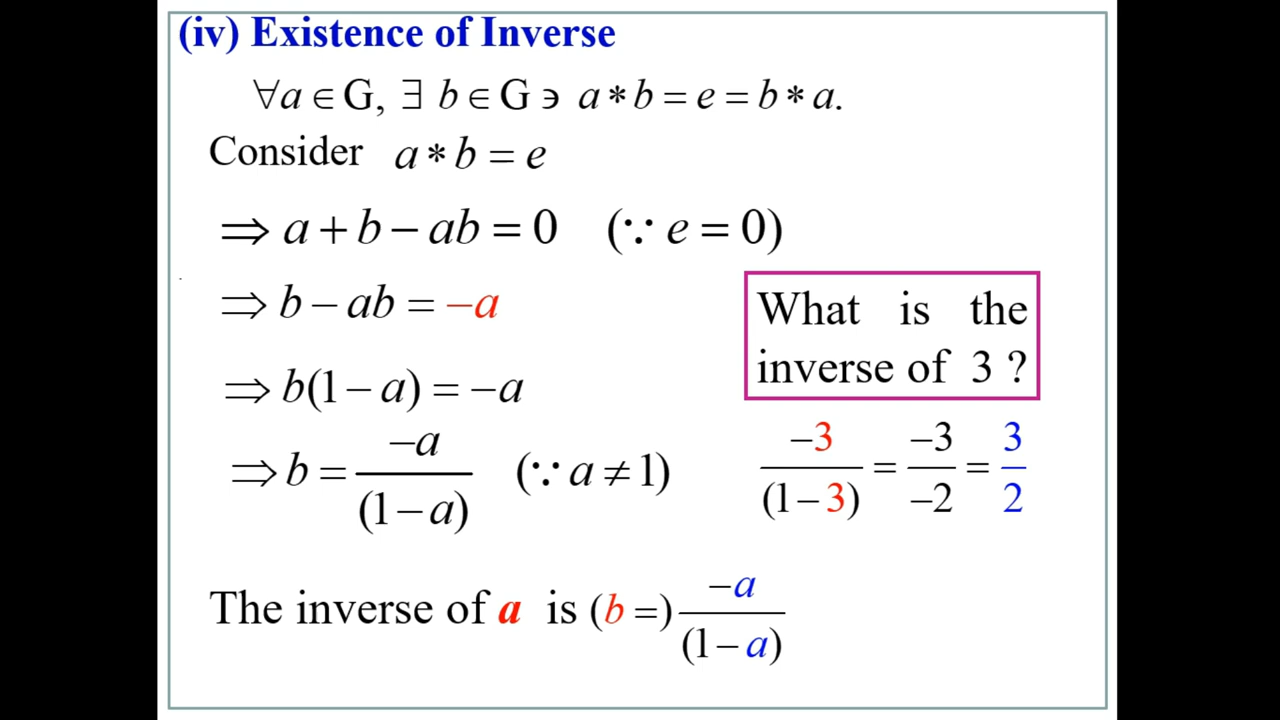 (iv) Existence of Inverse
∀a ∈ G, ∃ b ∈ G ∋ a * b = e = b * a.
Consider a * b = e
⇒ a + b − ab = 0 (∵ e = 0)
⇒ b − ab = −a
What is the
inverse of 3 ?
⇒ b(1 − a) = −a
⇒ b = −a / (1 − a) (∵ a ≠ 1)
−3 / (1 − 3) = −3 / −2 = 3 / 2
The inverse of a is (b =) −a / (1 − a)